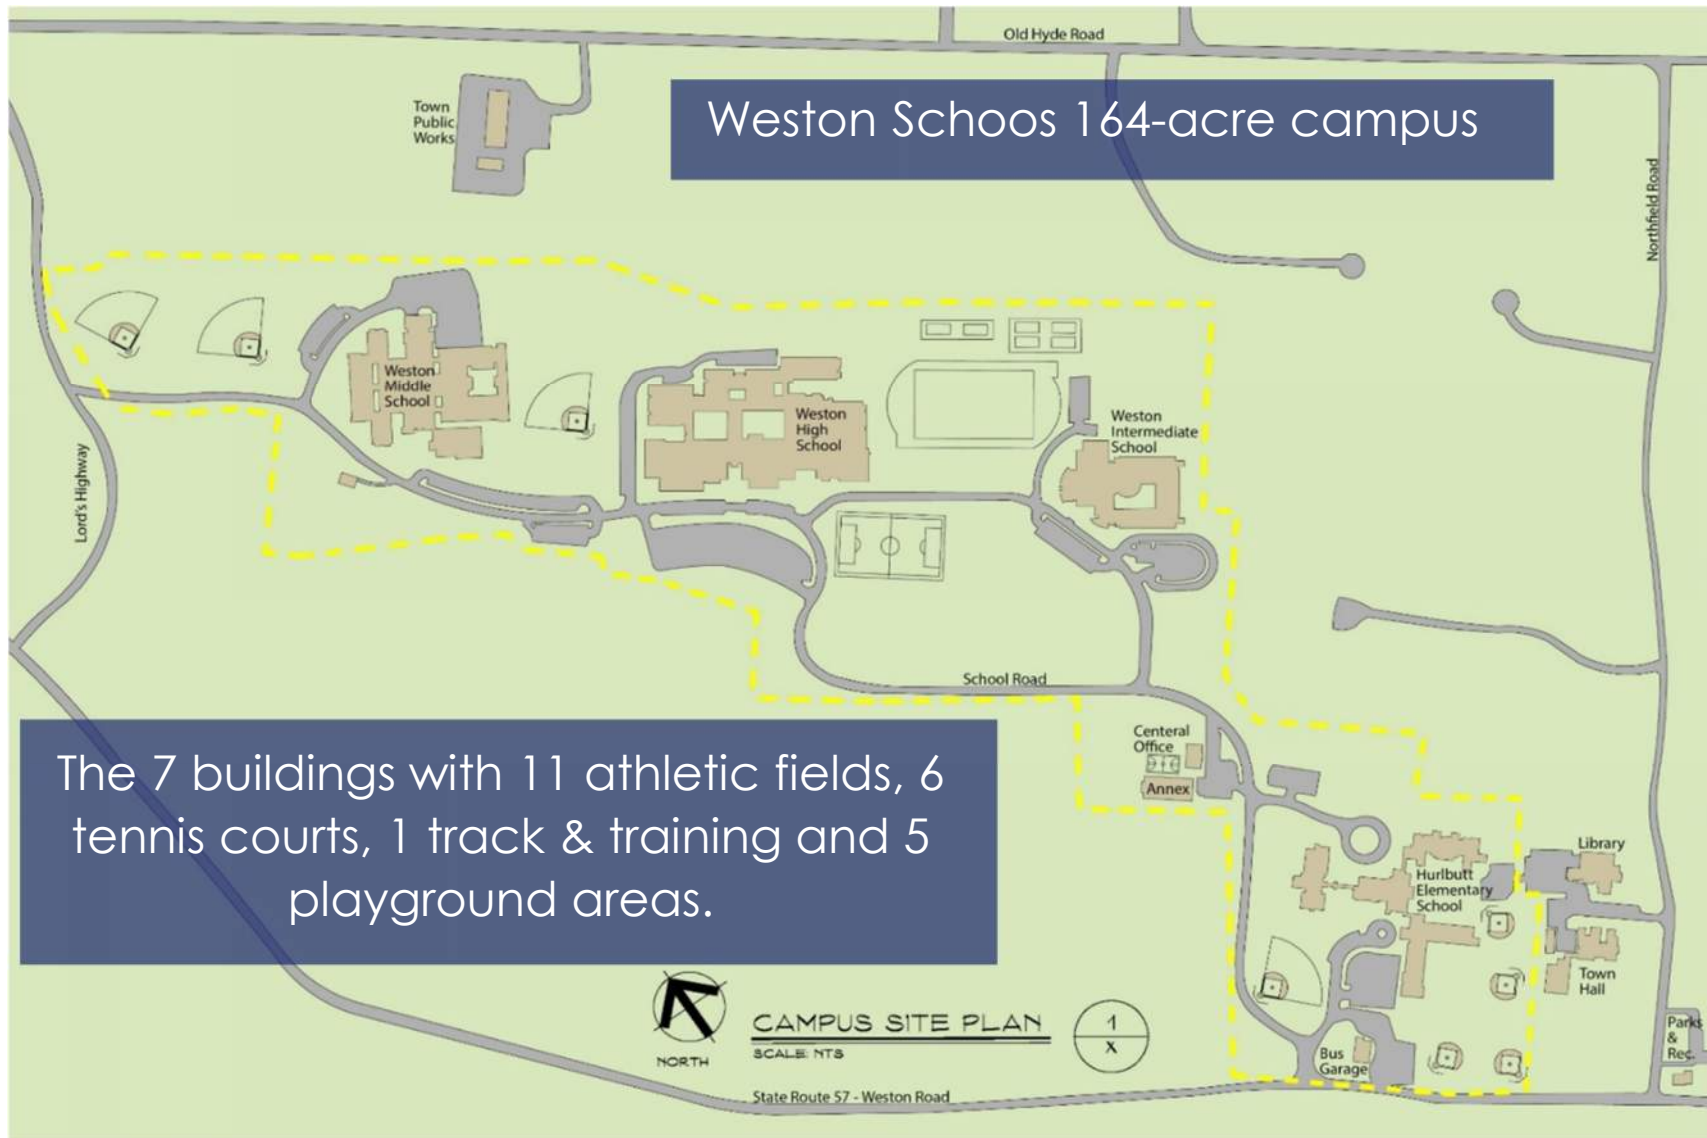 Old Hyde Road
Weston Schoos 164-acre campus
Town
Public
Works
Northfield Road
Weston
Middle
School
Weston
High
School
Weston
Intermediate
School
Lord's Highway
School Road
Centeral
Office
Annex
The 7 buildings with 11 athletic fields, 6
tennis courts, 1 track & training and 5
playground areas.
Hurlbutt
Elementary
School
Library
Town
Hall
Parks
&
Rec.
Bus
Garage
NORTH
CAMPUS SITE PLAN
SCALE: NTS
1
X
State Route 57 - Weston Road